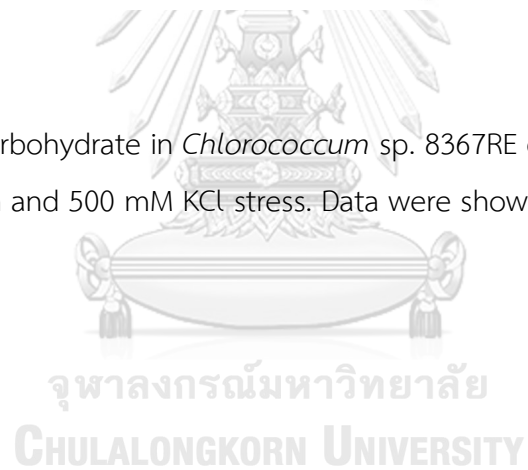 rbohydrate in Chlorococcum sp. 8367RE
and 500 mM KCl stress. Data were show
จุฬาลงกรณ์มหาวิทยาลัย
CHULALONGKORN UNIVERSITY